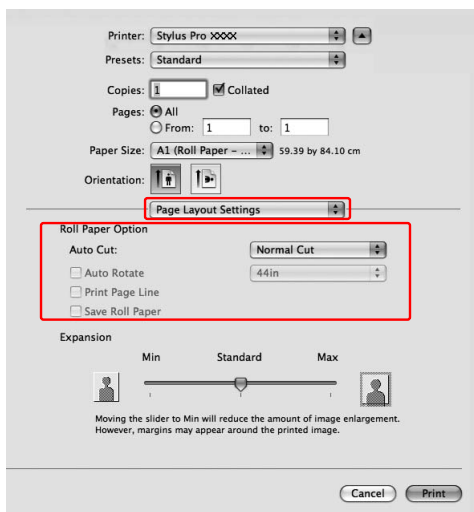 Printer: Stylus Pro XXXX
Presets: Standard
Copies: 1 Collated
Pages: All
From: 1 to: 1
Paper Size: A1 (Roll Paper – ... 59.39 by 84.10 cm
Orientation:
Page Layout Settings
Roll Paper Option
Auto Cut: Normal Cut
Auto Rotate 44in
Print Page Line
Save Roll Paper
Expansion
Min Standard Max
Moving the slider to Min will reduce the amount of image enlargement.
However, margins may appear around the printed image.
Cancel Print